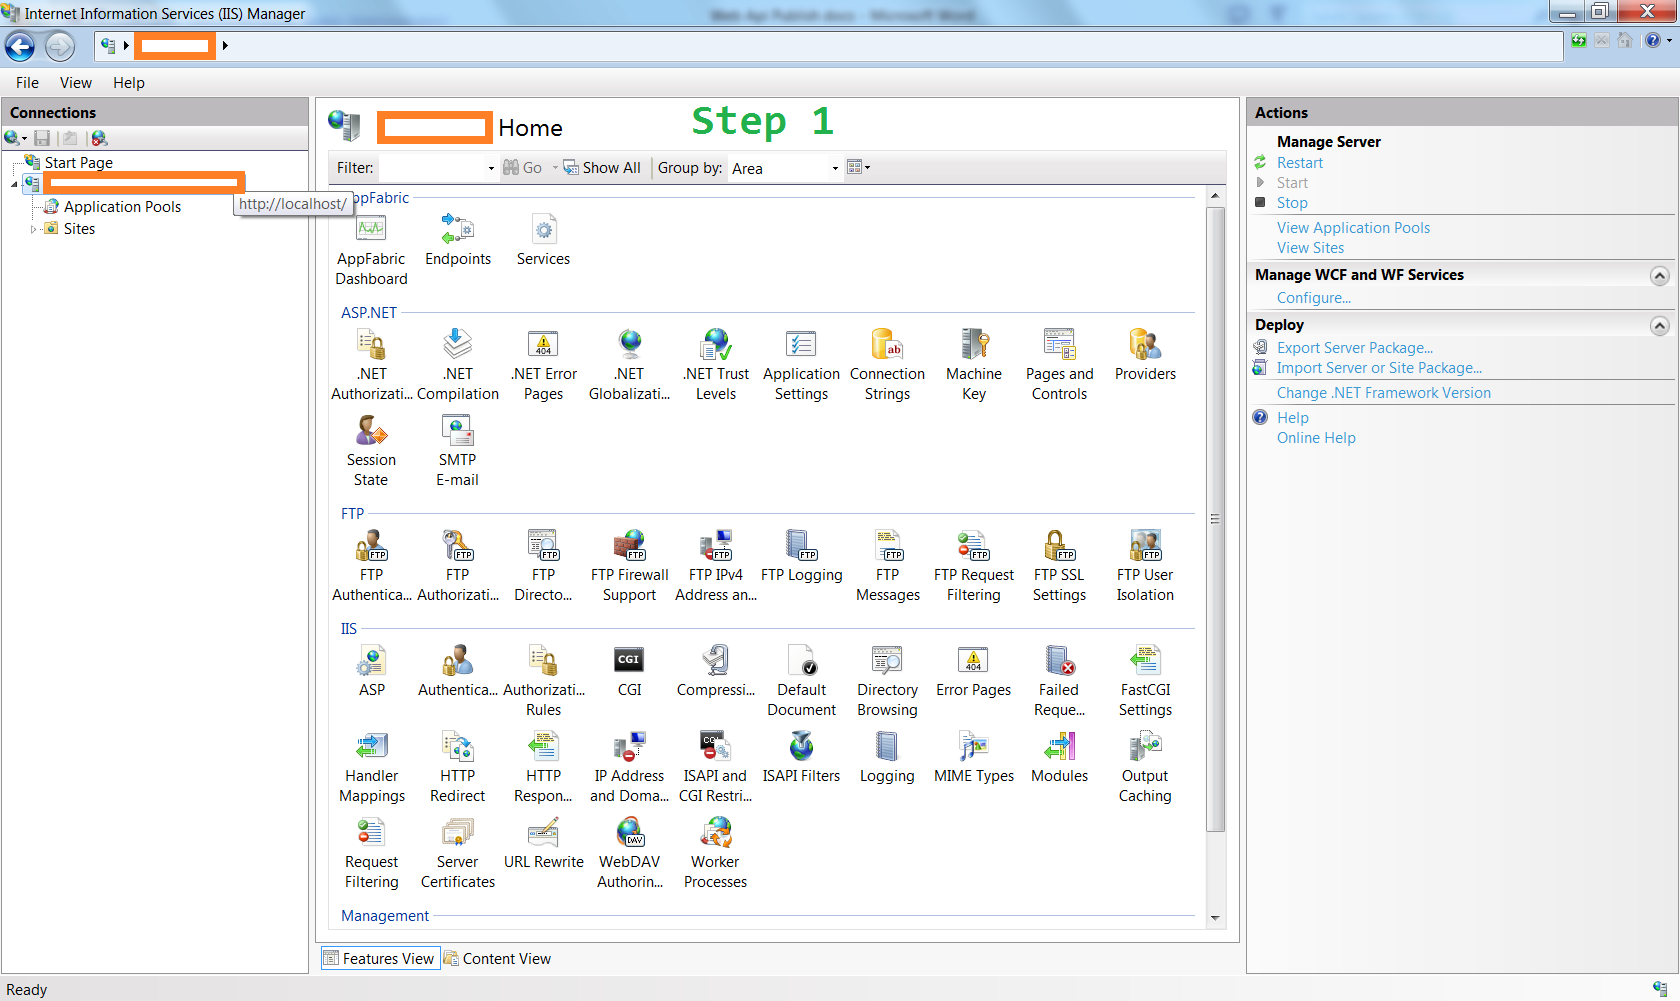 Internet Information Services (IIS) Manager
Web Api Publish.docx - Microsoft Word
File View Help
Connections
Start Page
http://localhost/
Application Pools
Sites
Home
Step 1
Filter: Go Show All Group by: Area
AppFabric
AppFabric
Dashboard
Endpoints
Services
ASP.NET
.NET
Authorizati...
.NET
Compilation
.NET Error
Pages
.NET
Globalizati...
.NET Trust
Levels
Application
Settings
Connection
Strings
Machine
Key
Pages and
Controls
Providers
Session
State
SMTP
E-mail
FTP
FTP
Authentica...
FTP
Authorizati...
FTP
Directo...
FTP Firewall
Support
FTP IPv4
Address an...
FTP Logging
FTP
Messages
FTP Request
Filtering
FTP SSL
Settings
FTP User
Isolation
IIS
ASP
Authentica...
Authorizati...
Rules
CGI
Compressi...
Default
Document
Directory
Browsing
Error Pages
Failed
Reque...
FastCGI
Settings
Handler
Mappings
HTTP
Redirect
HTTP
Respon...
IP Address
and Doma...
ISAPI and
CGI Restri...
ISAPI Filters
Logging
MIME Types
Modules
Output
Caching
Request
Filtering
Server
Certificates
URL Rewrite
WebDAV
Authorin...
Worker
Processes
Management
Features View
Content View
Actions
Manage Server
Restart
Start
Stop
View Application Pools
View Sites
Manage WCF and WF Services
Configure...
Deploy
Export Server Package...
Import Server or Site Package...
Change .NET Framework Version
Help
Online Help
Ready